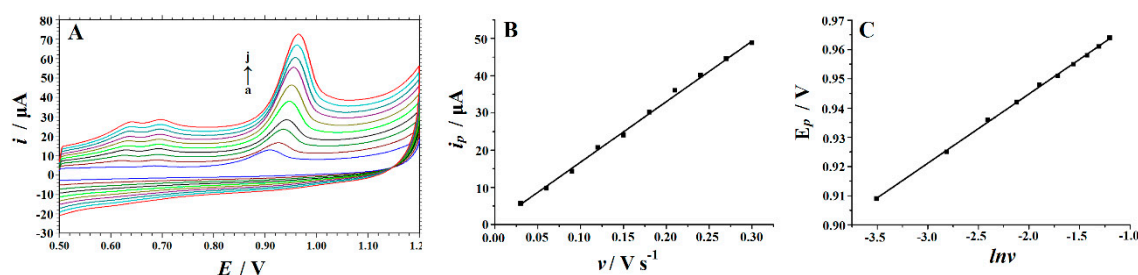 A
80
70
60
50
40
30
20
10
0
-10
-20
-30
i / µA
j
a
0.50 0.60 0.70 0.80 0.90 1.00 1.10 1.2
E / V
B
50
40
30
20
10
0
i_p / µA
0.00 0.05 0.10 0.15 0.20 0.25 0.30
v / V s⁻¹
C
0.97
0.96
0.95
0.94
0.93
0.92
0.91
0.90
E_p / V
-3.5 -3.0 -2.5 -2.0 -1.5 -1.0
lnv